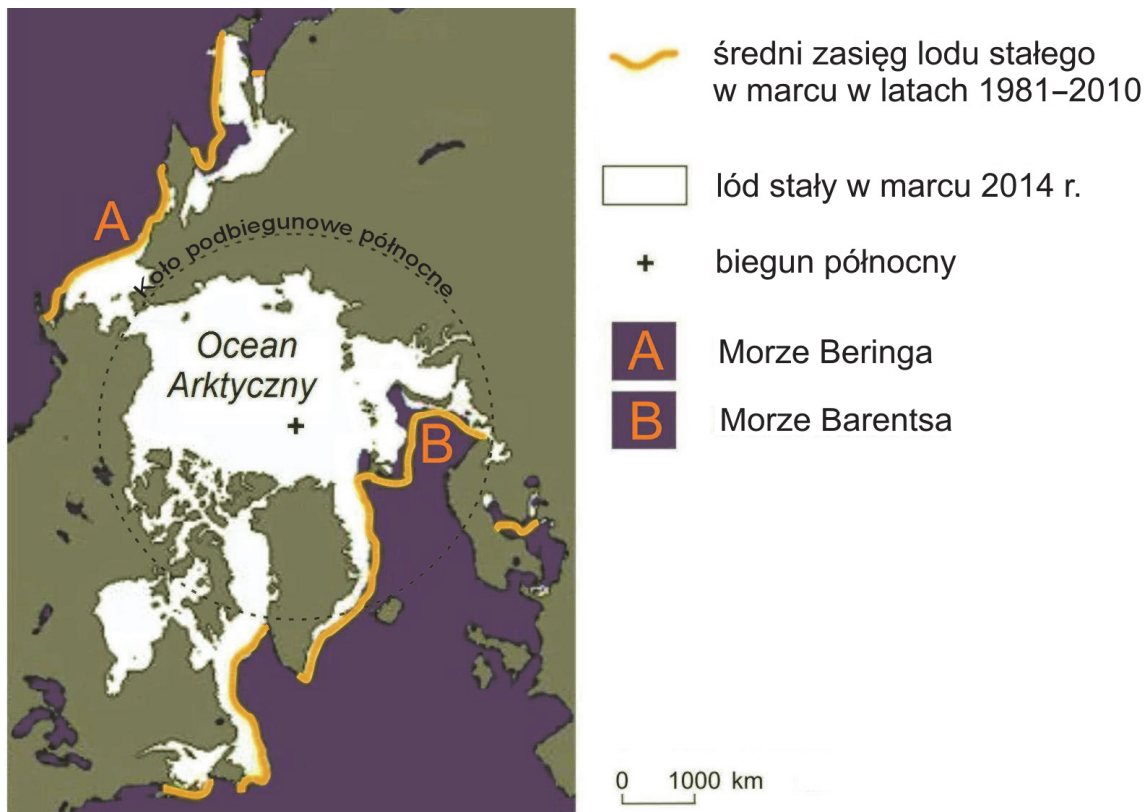 A
Koło podbiegunowe północne
Ocean
Arktyczny
+
B
średni zasięg lodu stałego
w marcu w latach 1981–2010
lód stały w marcu 2014 r.
+ biegun północny
A Morze Beringa
B Morze Barentsa
0 1000 km